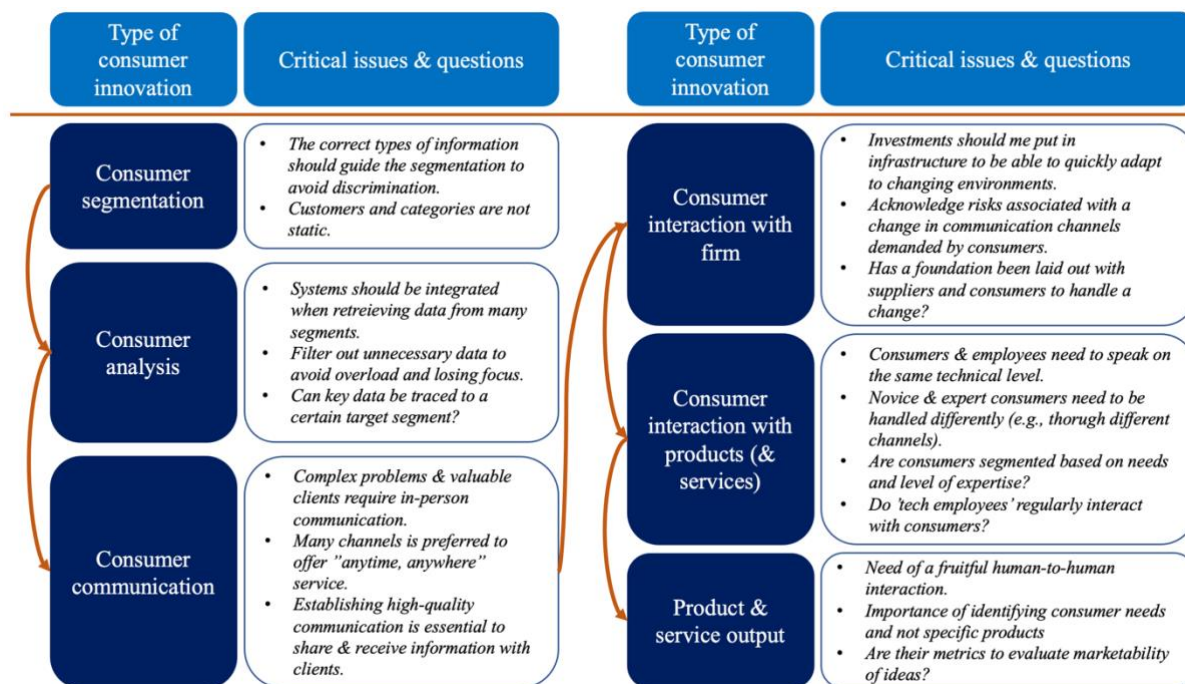 Type of
consumer
innovation
Critical issues & questions
Consumer
segmentation
• The correct types of information
should guide the segmentation to
avoid discrimination.
• Customers and categories are not
static.
Consumer
analysis
• Systems should be integrated
when retreieving data from many
segments.
• Filter out unnecessary data to
avoid overload and losing focus.
• Can key data be traced to a
certain target segment?
Consumer
communication
• Complex problems & valuable
clients require in-person
communication.
• Many channels is preferred to
offer ”anytime, anywhere”
service.
• Establishing high-quality
communication is essential to
share & receive information with
clients.
Type of
consumer
innovation
Critical issues & questions
Consumer
interaction with
firm
• Investments should me put in
infrastructure to be able to quickly adapt
to changing environments.
• Acknowledge risks associated with a
change in communication channels
demanded by consumers.
• Has a foundation been laid out with
suppliers and consumers to handle a
change?
Consumer
interaction with
products (&
services)
• Consumers & employees need to speak on
the same technical level.
• Novice & expert consumers need to be
handled differently (e.g., thorugh different
channels).
• Are consumers segmented based on needs
and level of expertise?
• Do ’tech employees’ regularly interact
with consumers?
Product &
service output
• Need of a fruitful human-to-human
interaction.
• Importance of identifying consumer needs
and not specific products
• Are their metrics to evaluate marketability
of ideas?